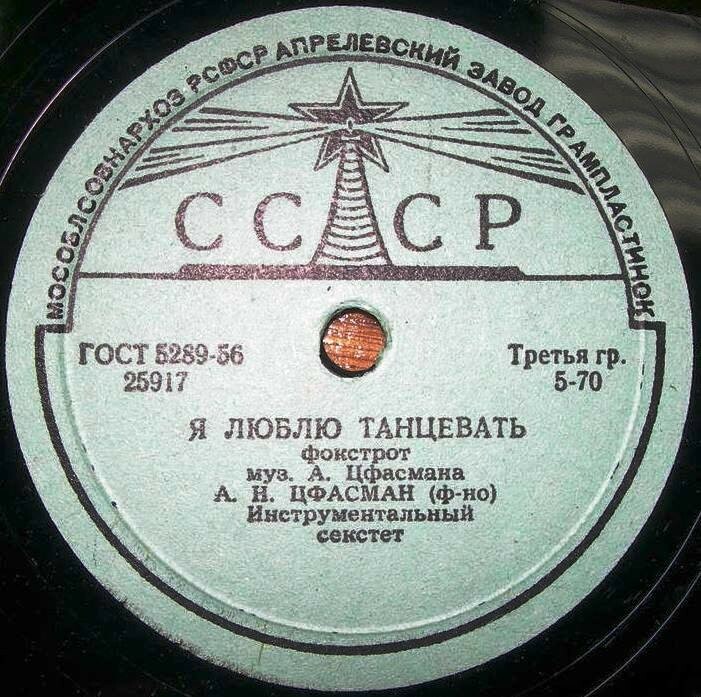 МОСОБЛСОВНАРХОЗ РСФСР АПРЕЛЕВСКИЙ ЗАВОД ГРАМПЛАСТИНОК
СССР
ГОСТ 5289-56
25917
Третья гр.
5-70
Я ЛЮБЛЮ ТАНЦЕВАТЬ
фокстрот
муз. А. Цфасмана
А. Н. ЦФАСМАН (ф-но)
Инструментальный
секстет